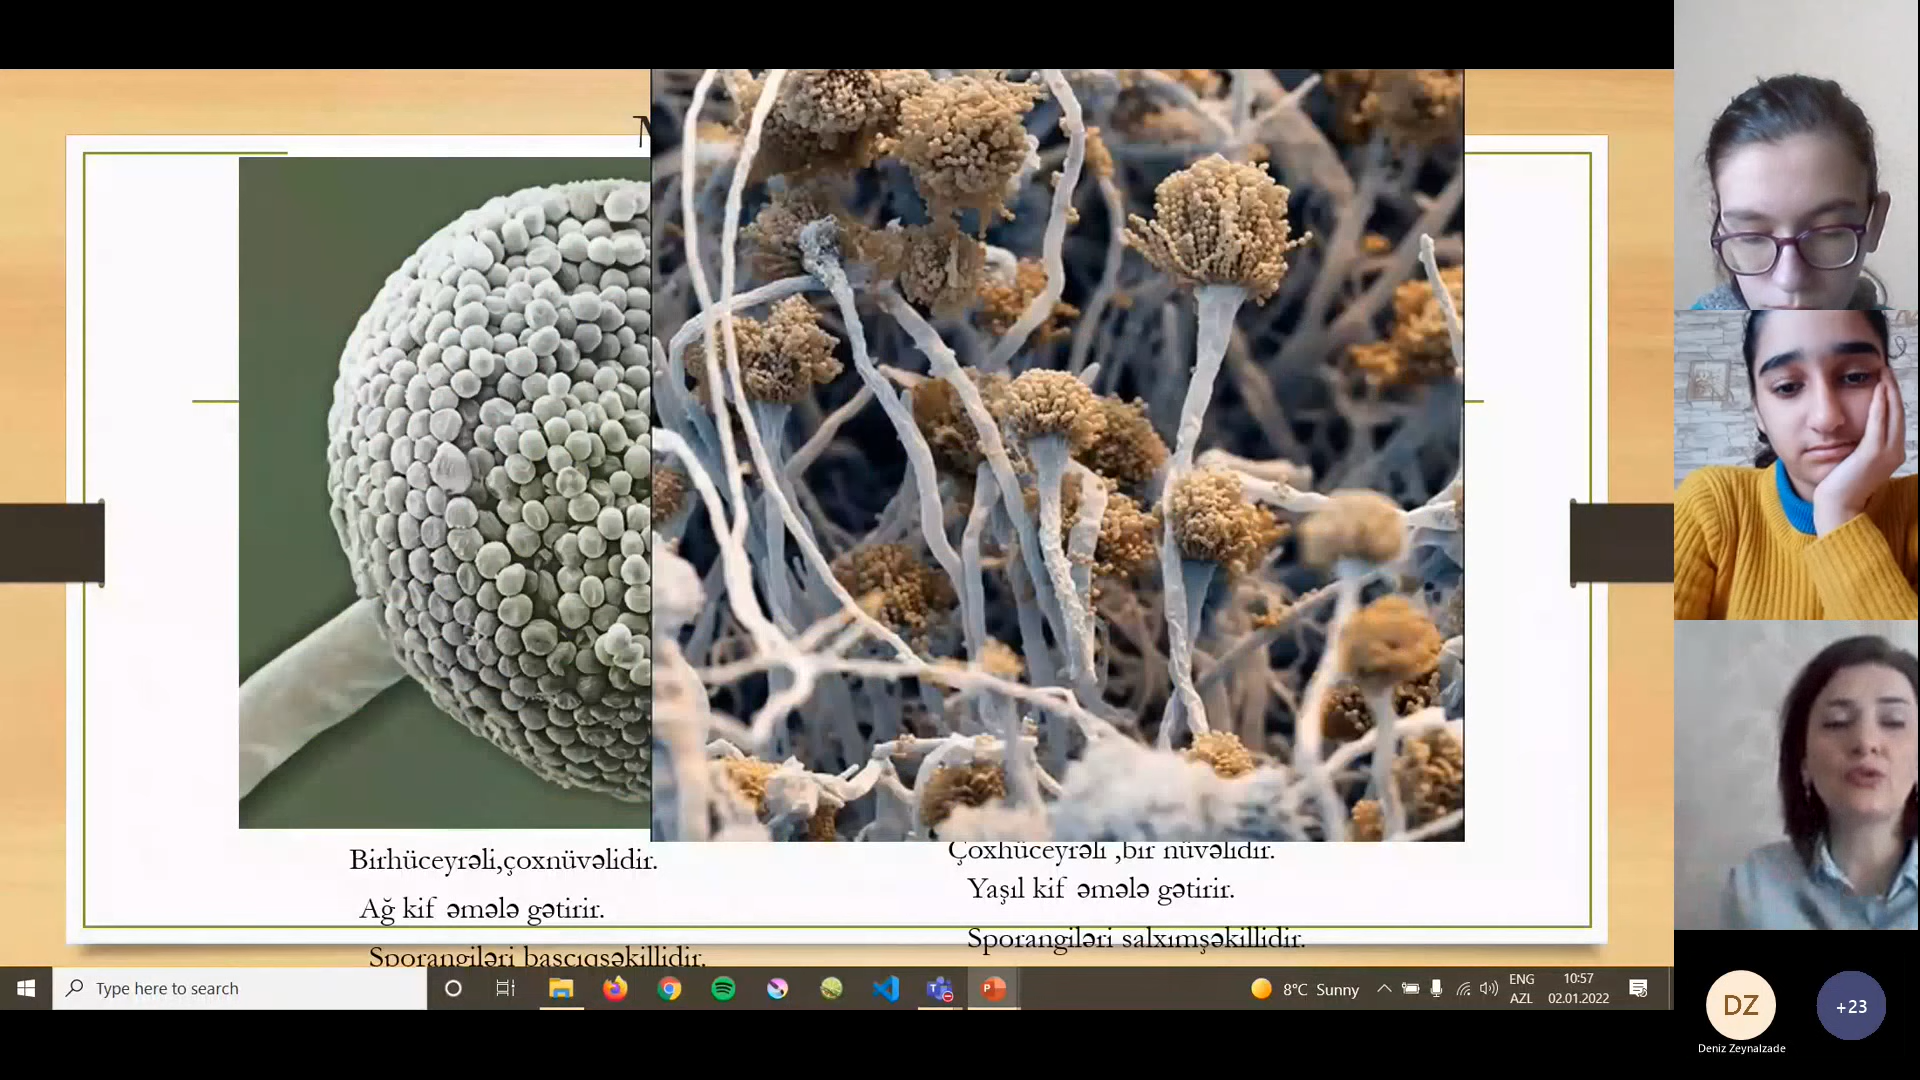 Birhüceyrəli,çoxnüvəlidir.
Ağ kif əmələ gətirir.
Sporangiləri başcıqşəkillidir.
Çoxhüceyrəli ,bir nüvəlidir.
Yaşıl kif əmələ gətirir.
Sporangiləri salxımşəkillidir.
Type here to search
8°C Sunny
ENG
AZL
10:57
02.01.2022
DZ
Deniz Zeynalzade
+23